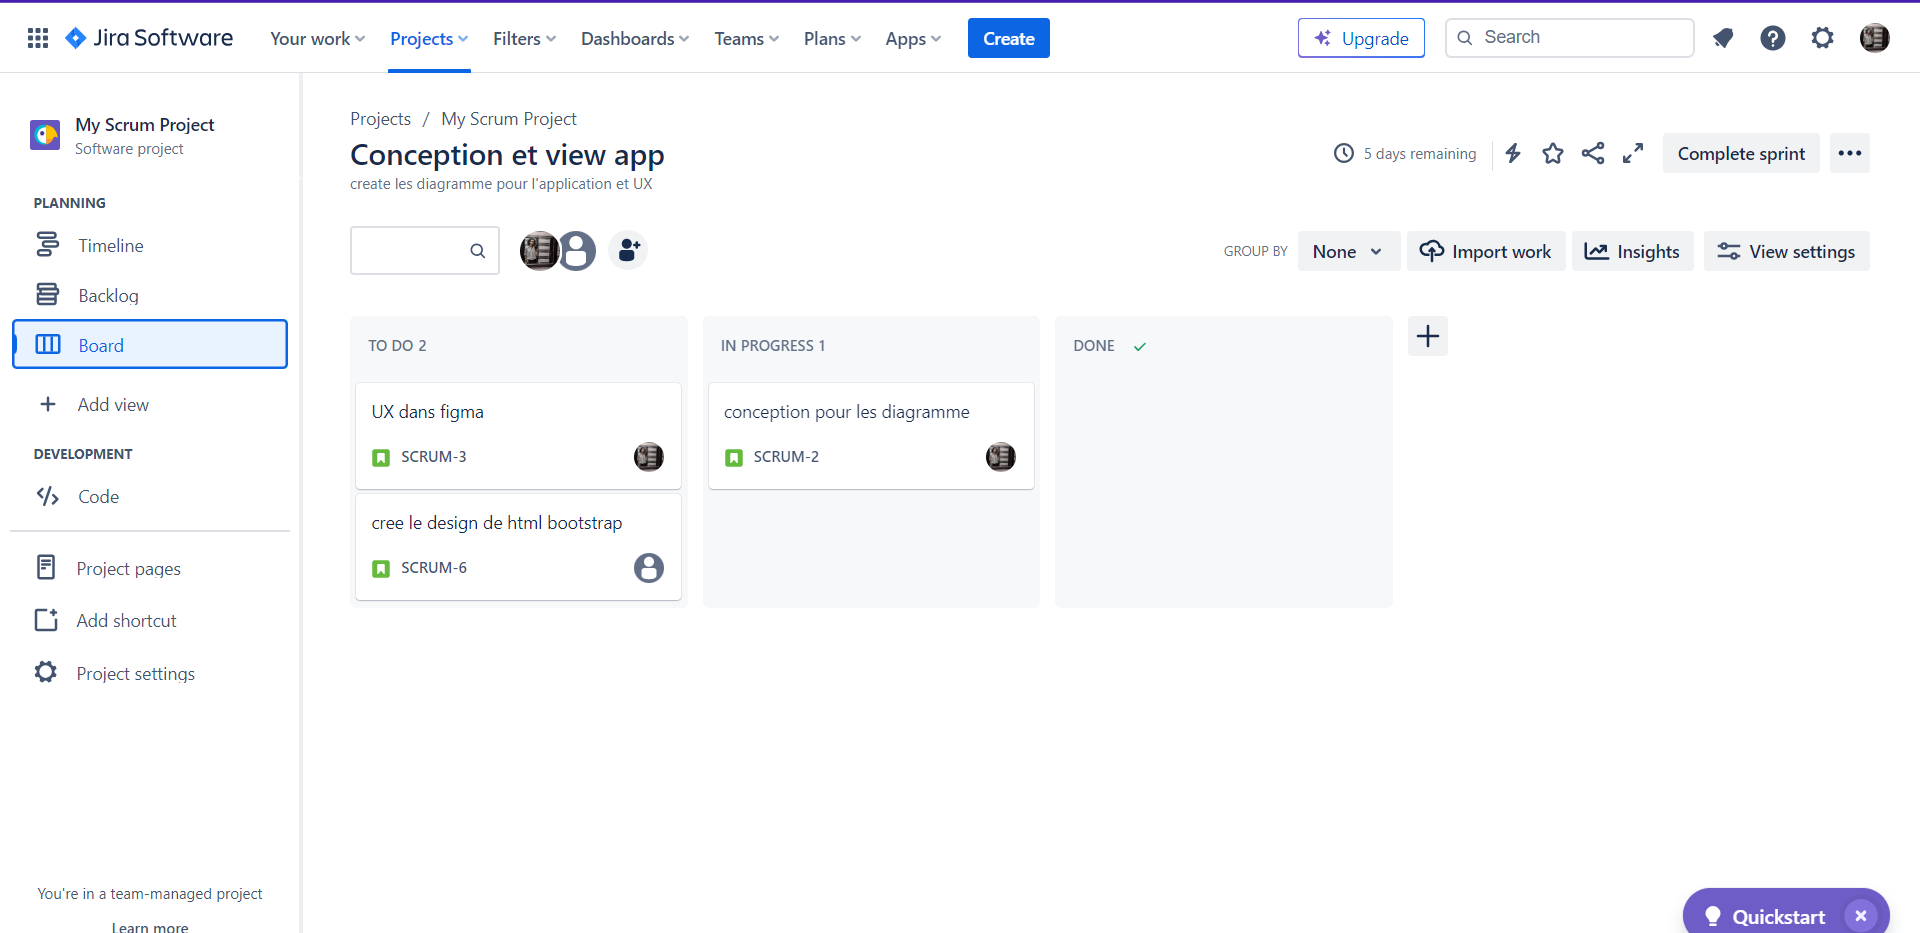 Jira Software
Your work
Projects
Filters
Dashboards
Teams
Plans
Apps
Create
Upgrade
Search
My Scrum Project
Software project
PLANNING
Timeline
Backlog
Board
Add view
DEVELOPMENT
Code
Project pages
Add shortcut
Project settings
You're in a team-managed project
Learn more
Projects / My Scrum Project
Conception et view app
create les diagramme pour l'application et UX
5 days remaining
Complete sprint
GROUP BY
None
Import work
Insights
View settings
TO DO 2
UX dans figma
SCRUM-3
cree le design de html bootstrap
SCRUM-6
IN PROGRESS 1
conception pour les diagramme
SCRUM-2
DONE
Quickstart